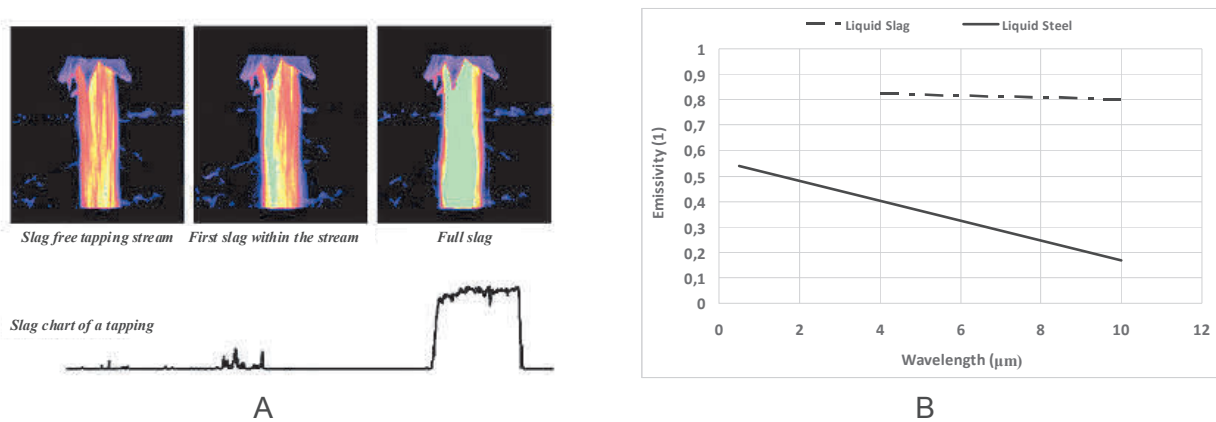 Slag free tapping stream
First slag within the stream
Full slag
Slag chart of a tapping
A
Liquid Slag
Liquid Steel
1
0,9
0,8
0,7
0,6
0,5
0,4
0,3
0,2
0,1
0
Emissivity (1)
0 2 4 6 8 10 12
Wavelength (μm)
B